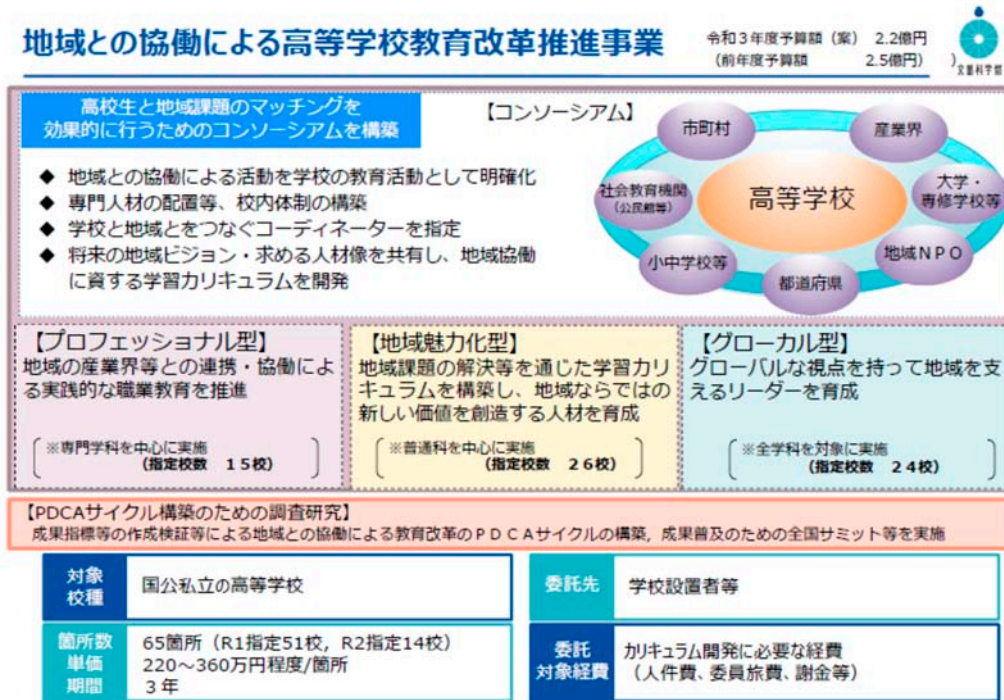 地域との協働による高等学校教育改革推進事業
令和3年度予算額（案） 2.2億円
（前年度予算額 2.5億円）
)
文部科学省
高校生と地域課題のマッチングを
効果的に行うためのコンソーシアムを構築
【コンソーシアム】
◆ 地域との協働による活動を学校の教育活動として明確化
◆ 専門人材の配置等、校内体制の構築
◆ 学校と地域とをつなぐコーディネーターを指定
◆ 将来の地域ビジョン・求める人材像を共有し、地域協働
に資する学習カリキュラムを開発
市町村
産業界
社会教育機関
（公民館等）
高等学校
大学・
専修学校等
小中学校等
地域ＮＰＯ
都道府県
【プロフェッショナル型】
地域の産業界等との連携・協働によ
る実践的な職業教育を推進
※専門学科を中心に実施
（指定校数 １５校）
【地域魅力化型】
地域課題の解決等を通じた学習カリ
キュラムを構築し、地域ならではの
新しい価値を創造する人材を育成
※普通科を中心に実施
（指定校数 ２６校）
【グローカル型】
グローバルな視点を持って地域を支
えるリーダーを育成
※全学科を対象に実施
（指定校数 ２４校）
【PDCAサイクル構築のための調査研究】
成果指標等の作成検証等による地域との協働による教育改革のＰＤＣＡサイクルの構築，成果普及のための全国サミット等を実施
対象
校種
国公私立の高等学校
委託先
学校設置者等
箇所数
単価
期間
65箇所（R1指定51校，R2指定14校）
220～360万円程度/箇所
３年
委託
対象経費
カリキュラム開発に必要な経費
（人件費、委員旅費、謝金等）